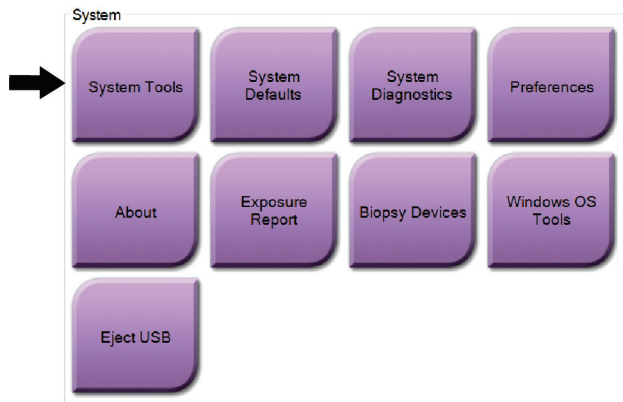 System
System Tools
System
Defaults
System
Diagnostics
Preferences
About
Exposure
Report
Biopsy Devices
Windows OS
Tools
Eject USB